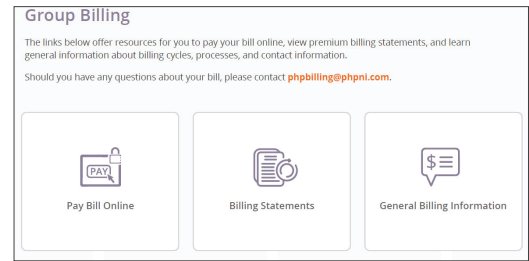 Group Billing
The links below offer resources for you to pay your bill online, view premium billing statements, and learn
general information about billing cycles, processes, and contact information.
Should you have any questions about your bill, please contact phpbilling@phpni.com.
PAY
$
Pay Bill Online
Billing Statements
General Billing Information